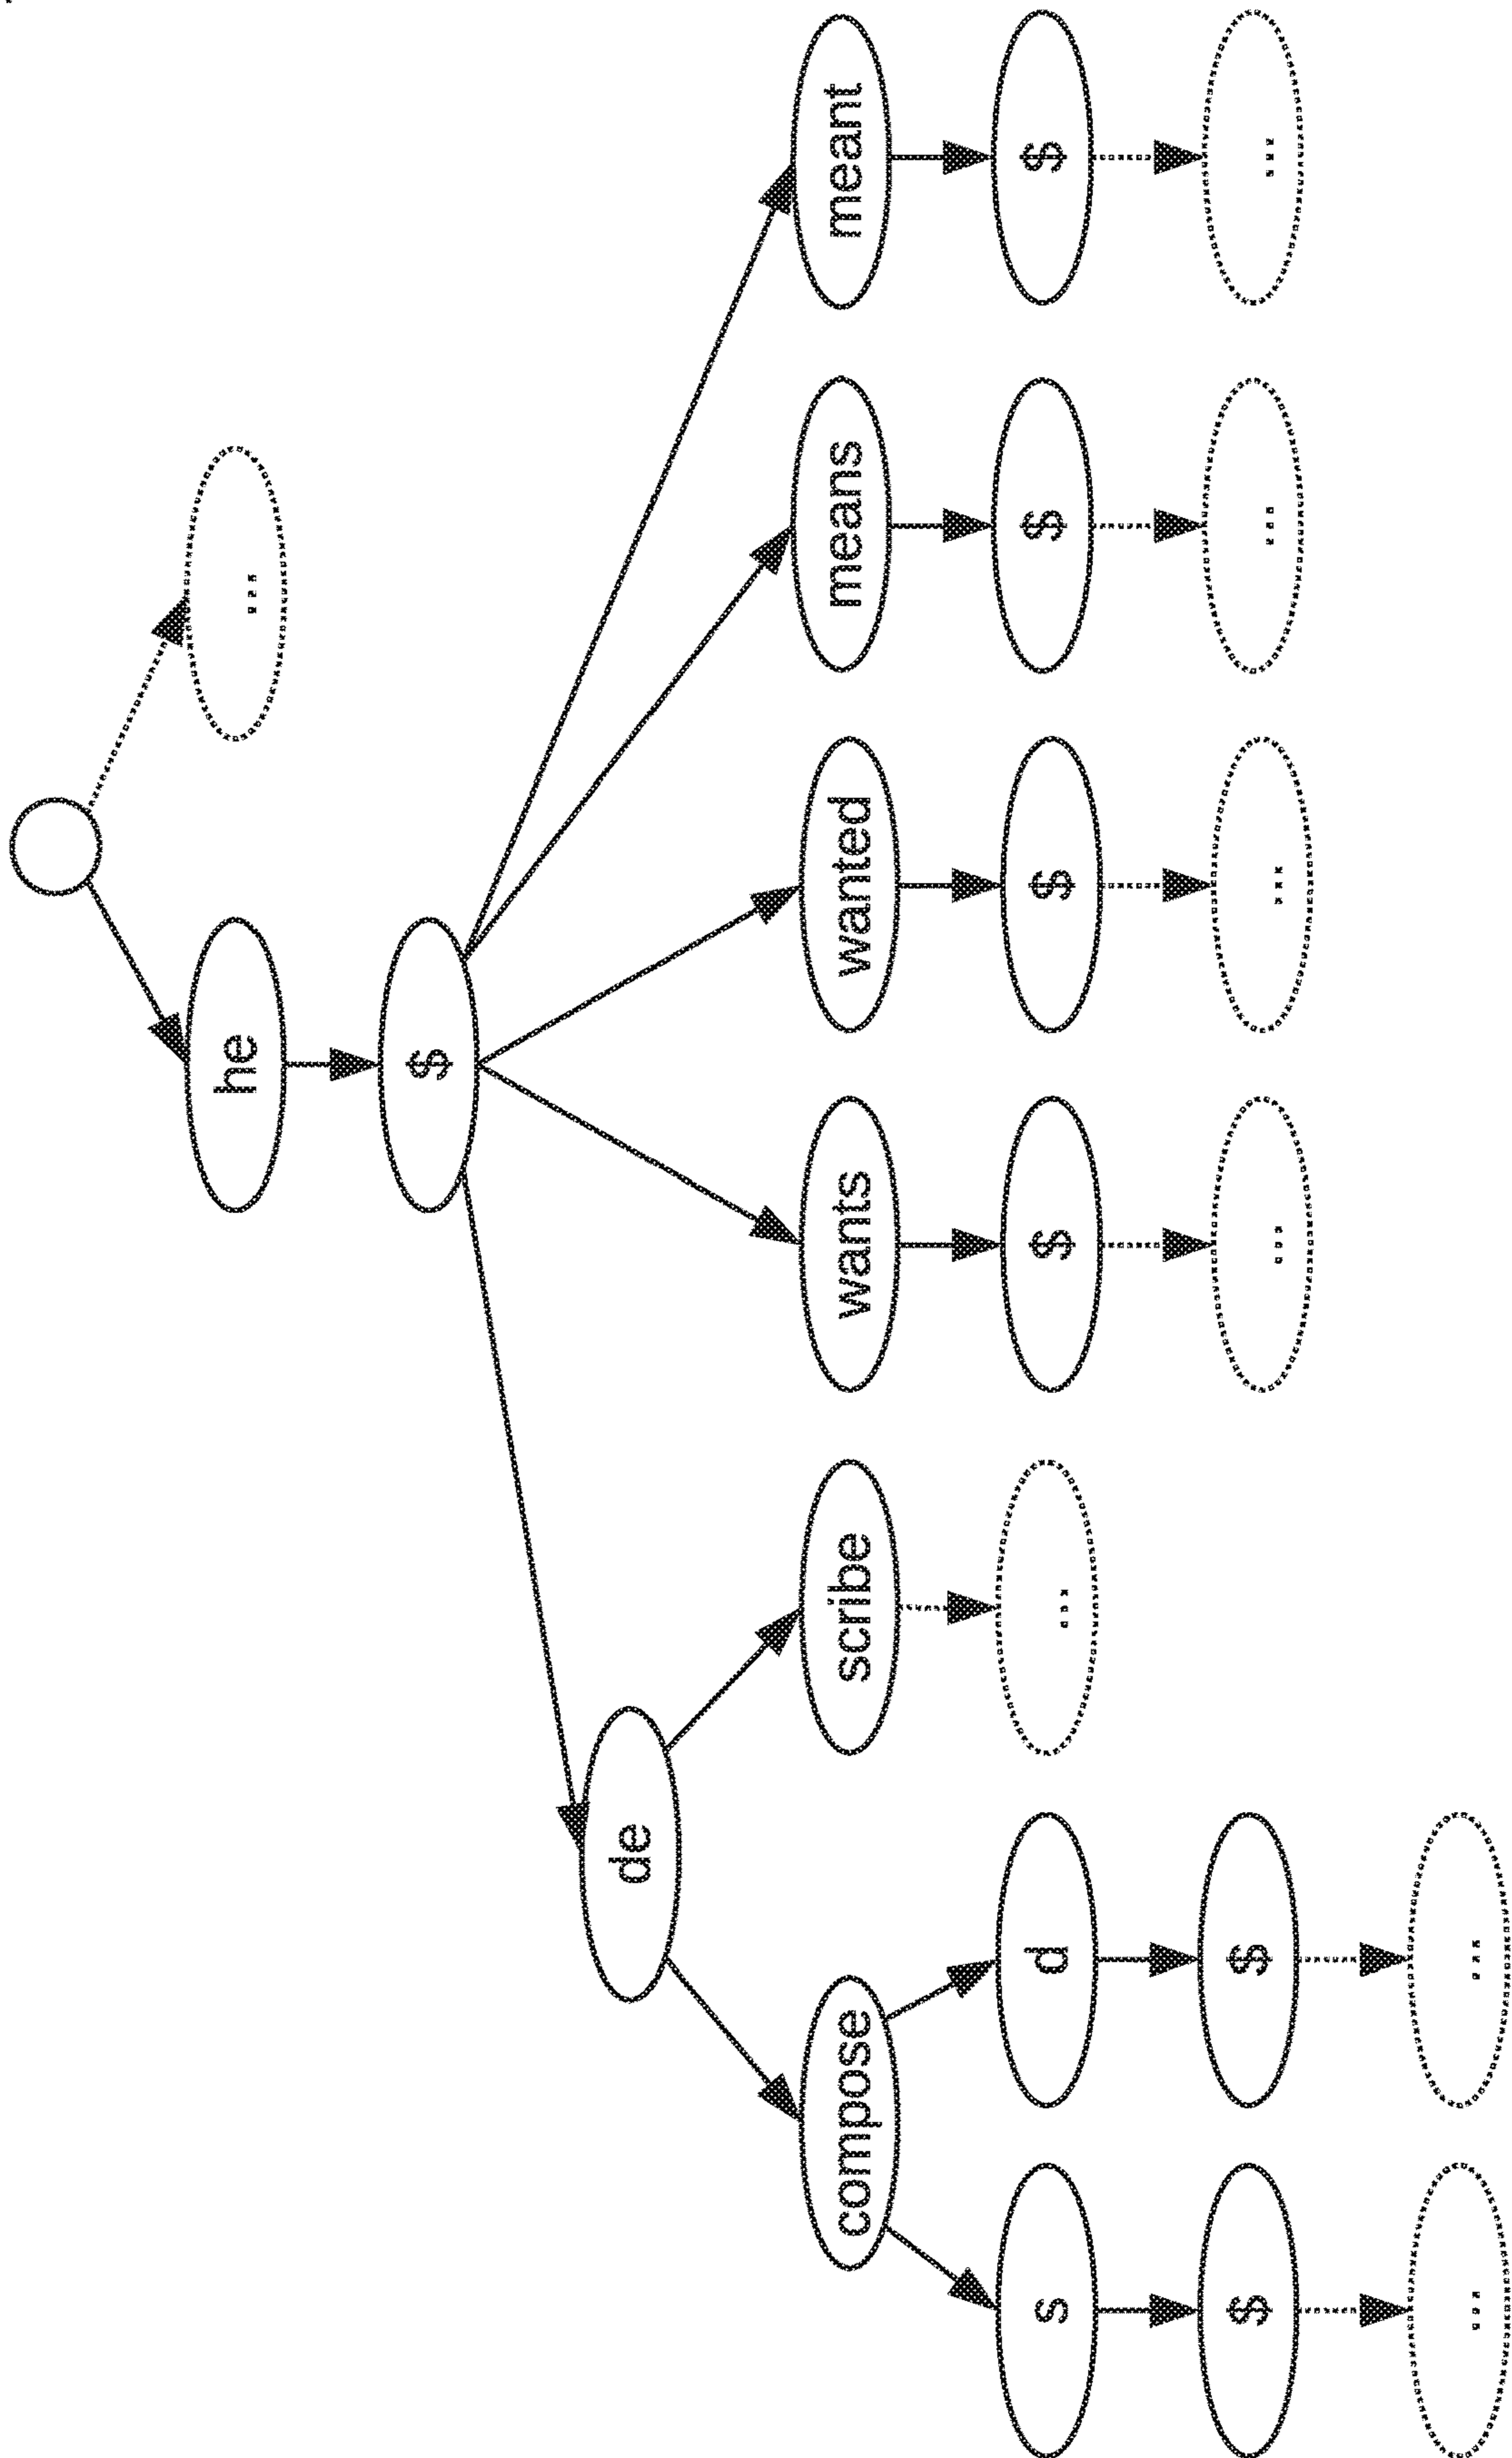 he ...
$
de
compose scribe wants wanted means meant
s d ... $ $ $ $
$ $ ... ... ... ...
... ...